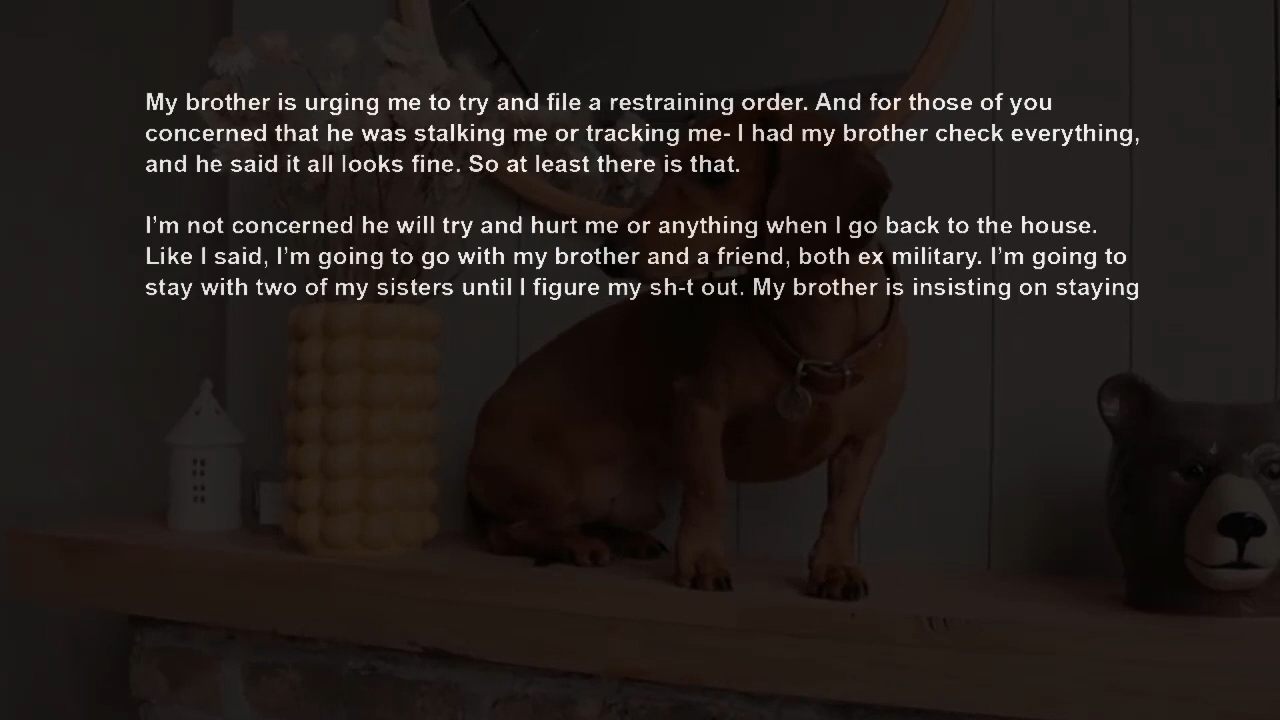 My brother is urging me to try and file a restraining order. And for those of you
concerned that he was stalking me or tracking me- I had my brother check everything,
and he said it all looks fine. So at least there is that.
I’m not concerned he will try and hurt me or anything when I go back to the house.
Like I said, I’m going to go with my brother and a friend, both ex military. I’m going to
stay with two of my sisters until I figure my sh-t out. My brother is insisting on staying